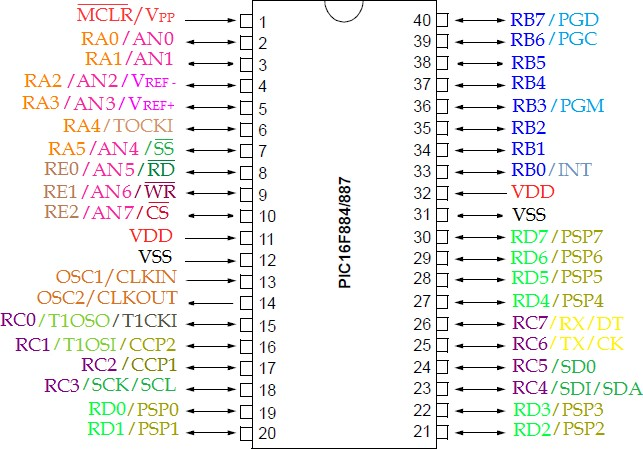 MCLR/VPP 1
RA0/AN0 2
RA1/AN1 3
RA2/AN2/VREF- 4
RA3/AN3/VREF+ 5
RA4/TOCKI 6
RA5/AN4/SS 7
RE0/AN5/RD 8
RE1/AN6/WR 9
RE2/AN7/CS 10
VDD 11
VSS 12
OSC1/CLKIN 13
OSC2/CLKOUT 14
RC0/T1OSO/T1CKI 15
RC1/T1OSI/CCP2 16
RC2/CCP1 17
RC3/SCK/SCL 18
RD0/PSP0 19
RD1/PSP1 20
PIC16F884/887
40 RB7/PGD
39 RB6/PGC
38 RB5
37 RB4
36 RB3/PGM
35 RB2
34 RB1
33 RB0/INT
32 VDD
31 VSS
30 RD7/PSP7
29 RD6/PSP6
28 RD5/PSP5
27 RD4/PSP4
26 RC7/RX/DT
25 RC6/TX/CK
24 RC5/SD0
23 RC4/SDI/SDA
22 RD3/PSP3
21 RD2/PSP2